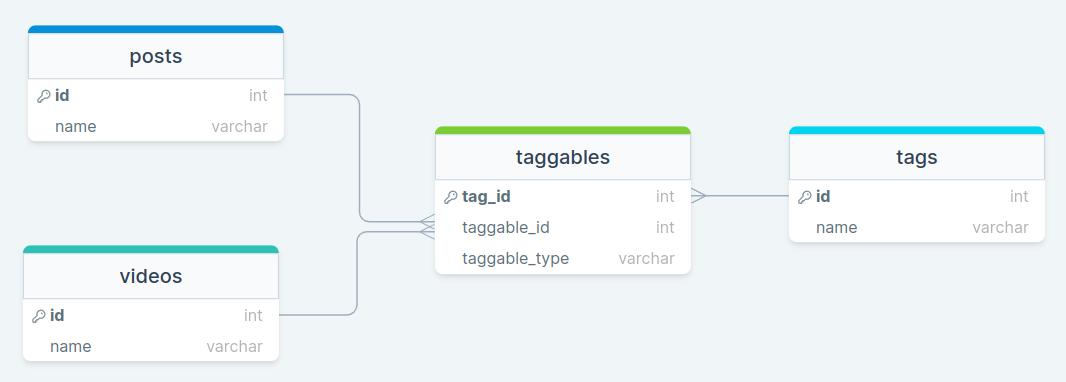 posts
id int
name varchar
videos
id int
name varchar
taggables
tag_id int
taggable_id int
taggable_type varchar
tags
id int
name varchar